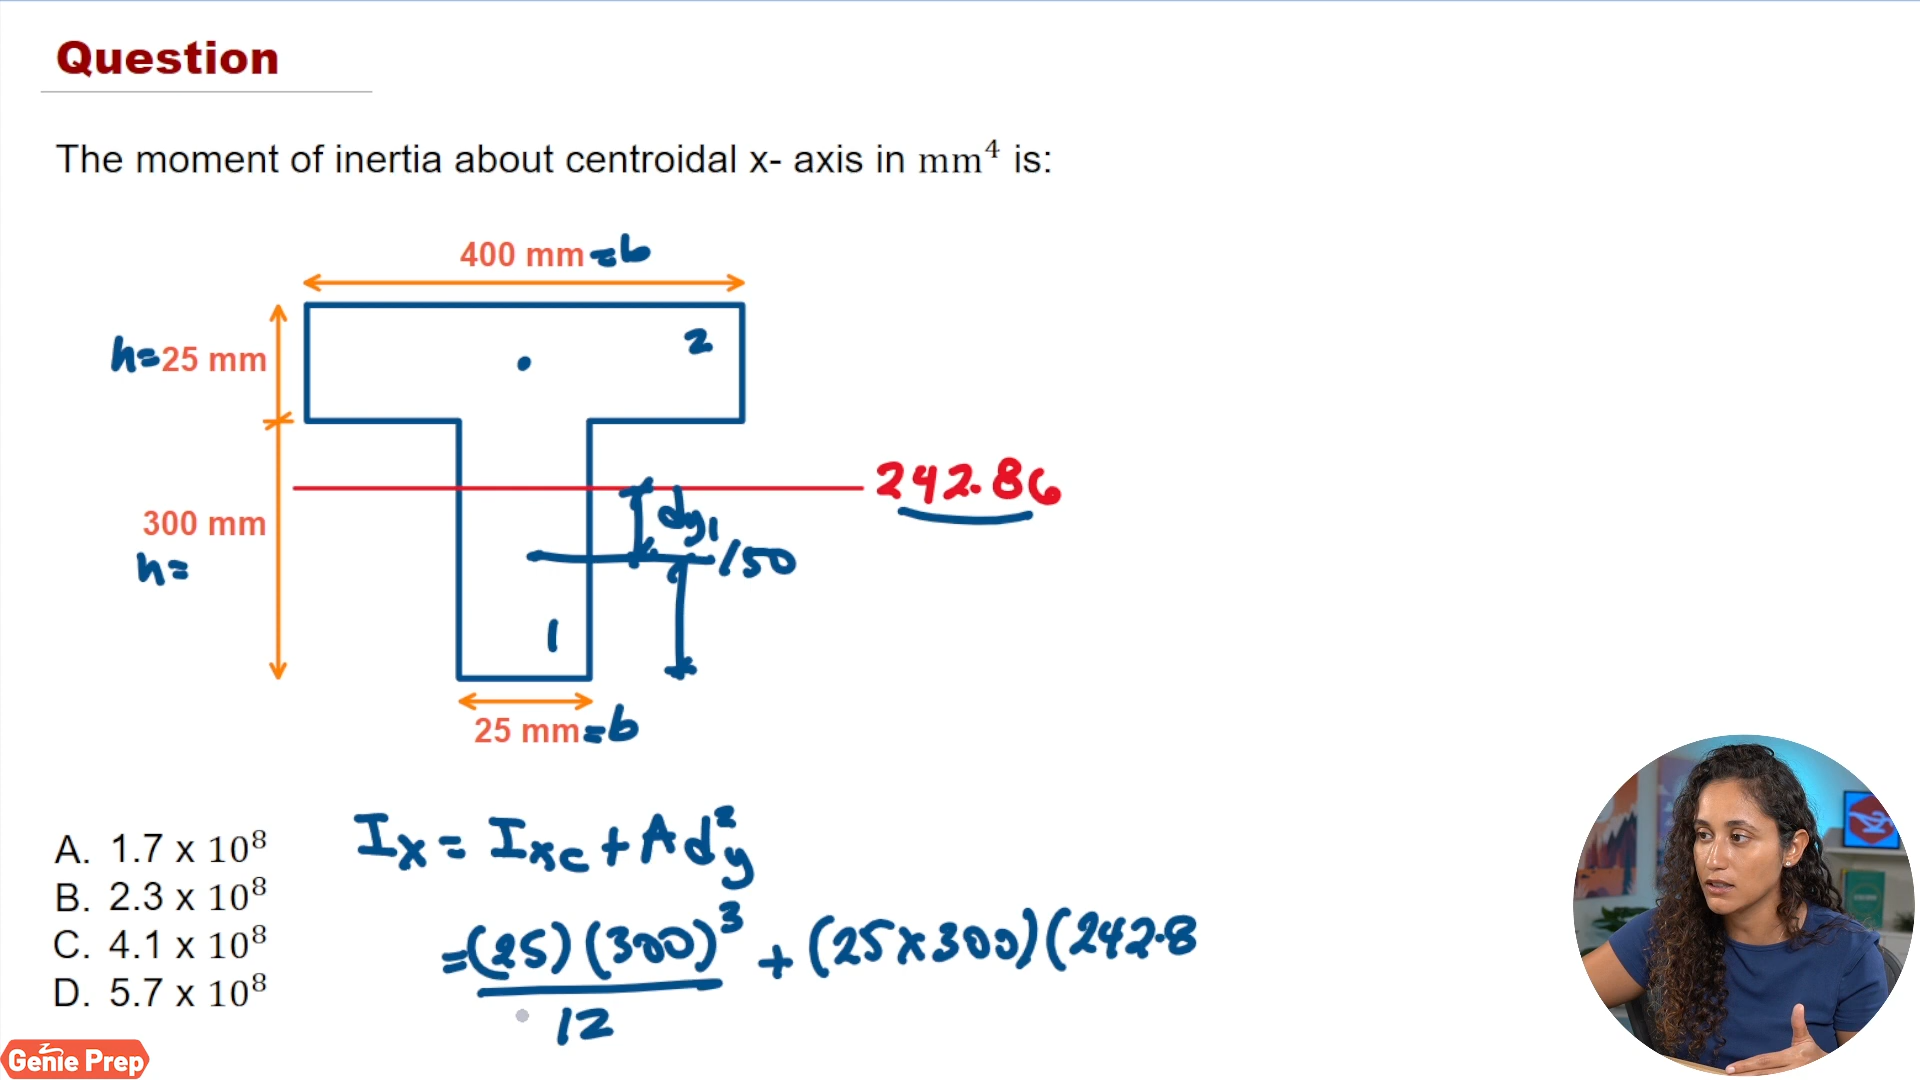 Question
The moment of inertia about centroidal x- axis in mm⁴ is:
400 mm =b
2
h= 25 mm
242.86
dy₁
300 mm
150
h=
1
25 mm =b
A. 1.7 x 10⁸
B. 2.3 x 10⁸
C. 4.1 x 10⁸
D. 5.7 x 10⁸
Ix = Ixc + A dy²
= (25)(300)³ + (25x300)(242.8
12
Genie Prep